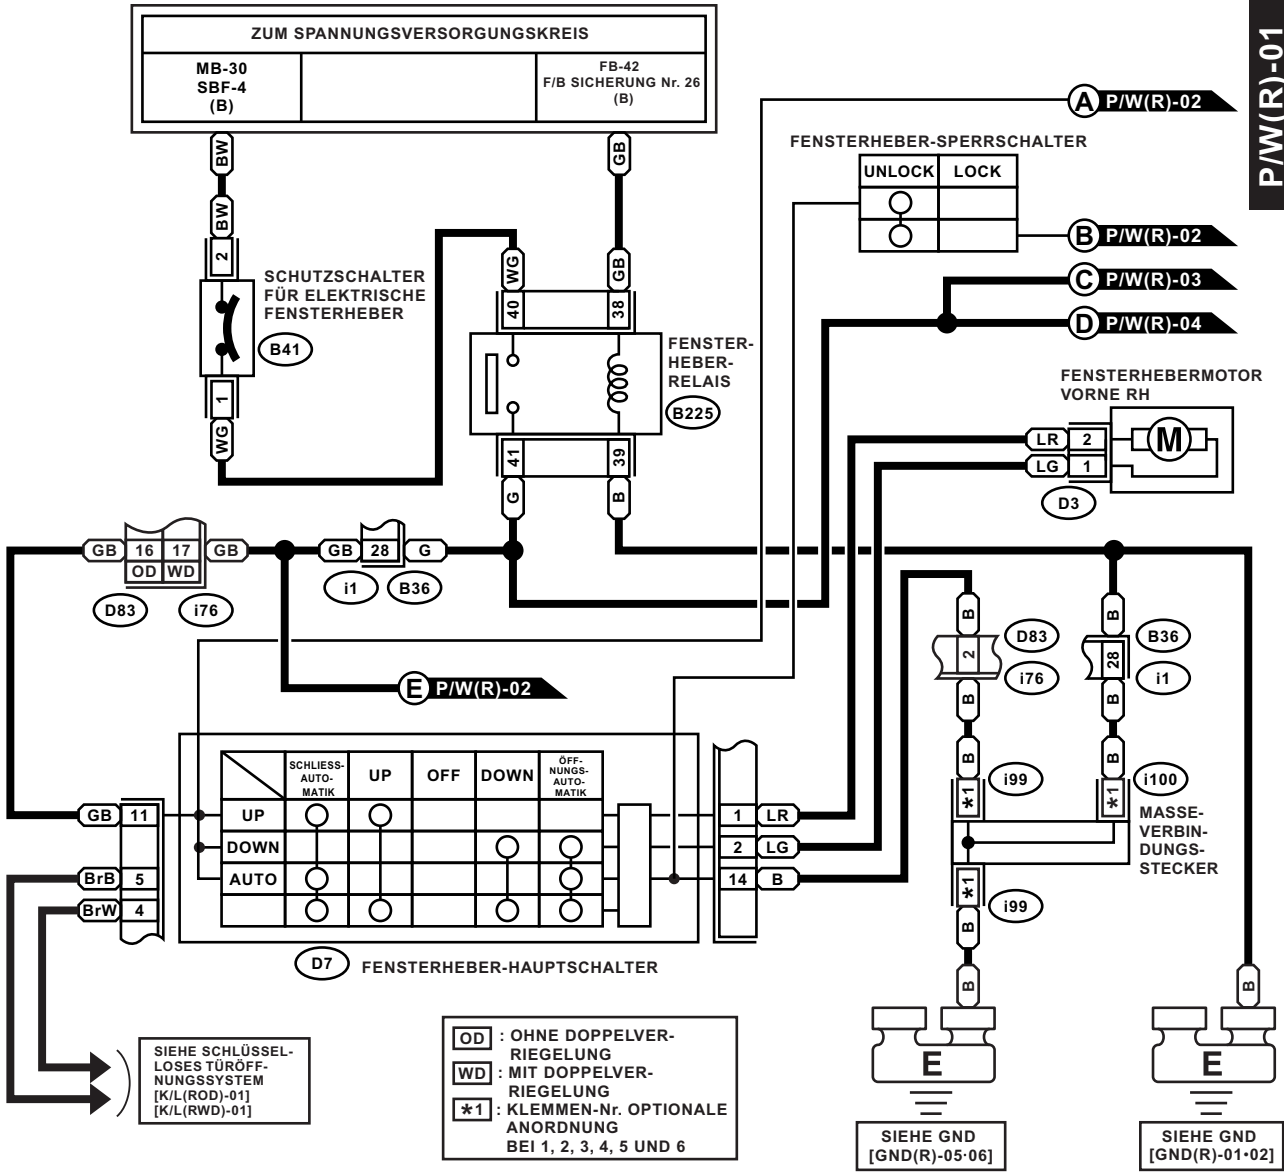 P/W(R)-01
ZUM SPANNUNGSVERSORGUNGSKREIS
MB-30
SBF-4
(B)
FB-42
F/B SICHERUNG Nr. 26
(B)
BW
GB
A P/W(R)-02
FENSTERHEBER-SPERRSCHALTER
UNLOCK LOCK
B P/W(R)-02
C P/W(R)-03
D P/W(R)-04
BW
2
SCHUTZSCHALTER
FÜR ELEKTRISCHE
FENSTERHEBER
B41
1
WG
WG
GB
40
38
FENSTER-
HEBER-
RELAIS
B225
41
39
G
B
FENSTERHEBERMOTOR
VORNE RH
LR 2
LG 1
M
D3
GB 16 17 GB
OD WD
D83 i76
GB 28 G
i1 B36
E P/W(R)-02
B
2
D83
i76
B
B
B
28
B36
i1
B
B
*1
i99
*1
i100
MASSE-
VERBIN-
DUNGS-
STECKER
*1
i99
B
B
B
SCHLIESS-
AUTO-
MATIK
UP
OFF
DOWN
ÖFF-
NUNGS-
AUTO-
MATIK
UP
DOWN
AUTO
GB 11
BrB 5
BrW 4
1 LR
2 LG
14 B
D7 FENSTERHEBER-HAUPTSCHALTER
SIEHE SCHLÜSSEL-
LOSES TÜRÖFF-
NUNGSSYSTEM
[K/L(ROD)-01]
[K/L(RWD)-01]
OD : OHNE DOPPELVER-
RIEGELUNG
WD : MIT DOPPELVER-
RIEGELUNG
*1 : KLEMMEN-Nr. OPTIONALE
ANORDNUNG
BEI 1, 2, 3, 4, 5 UND 6
E
SIEHE GND
[GND(R)-05·06]
E
SIEHE GND
[GND(R)-01•02]